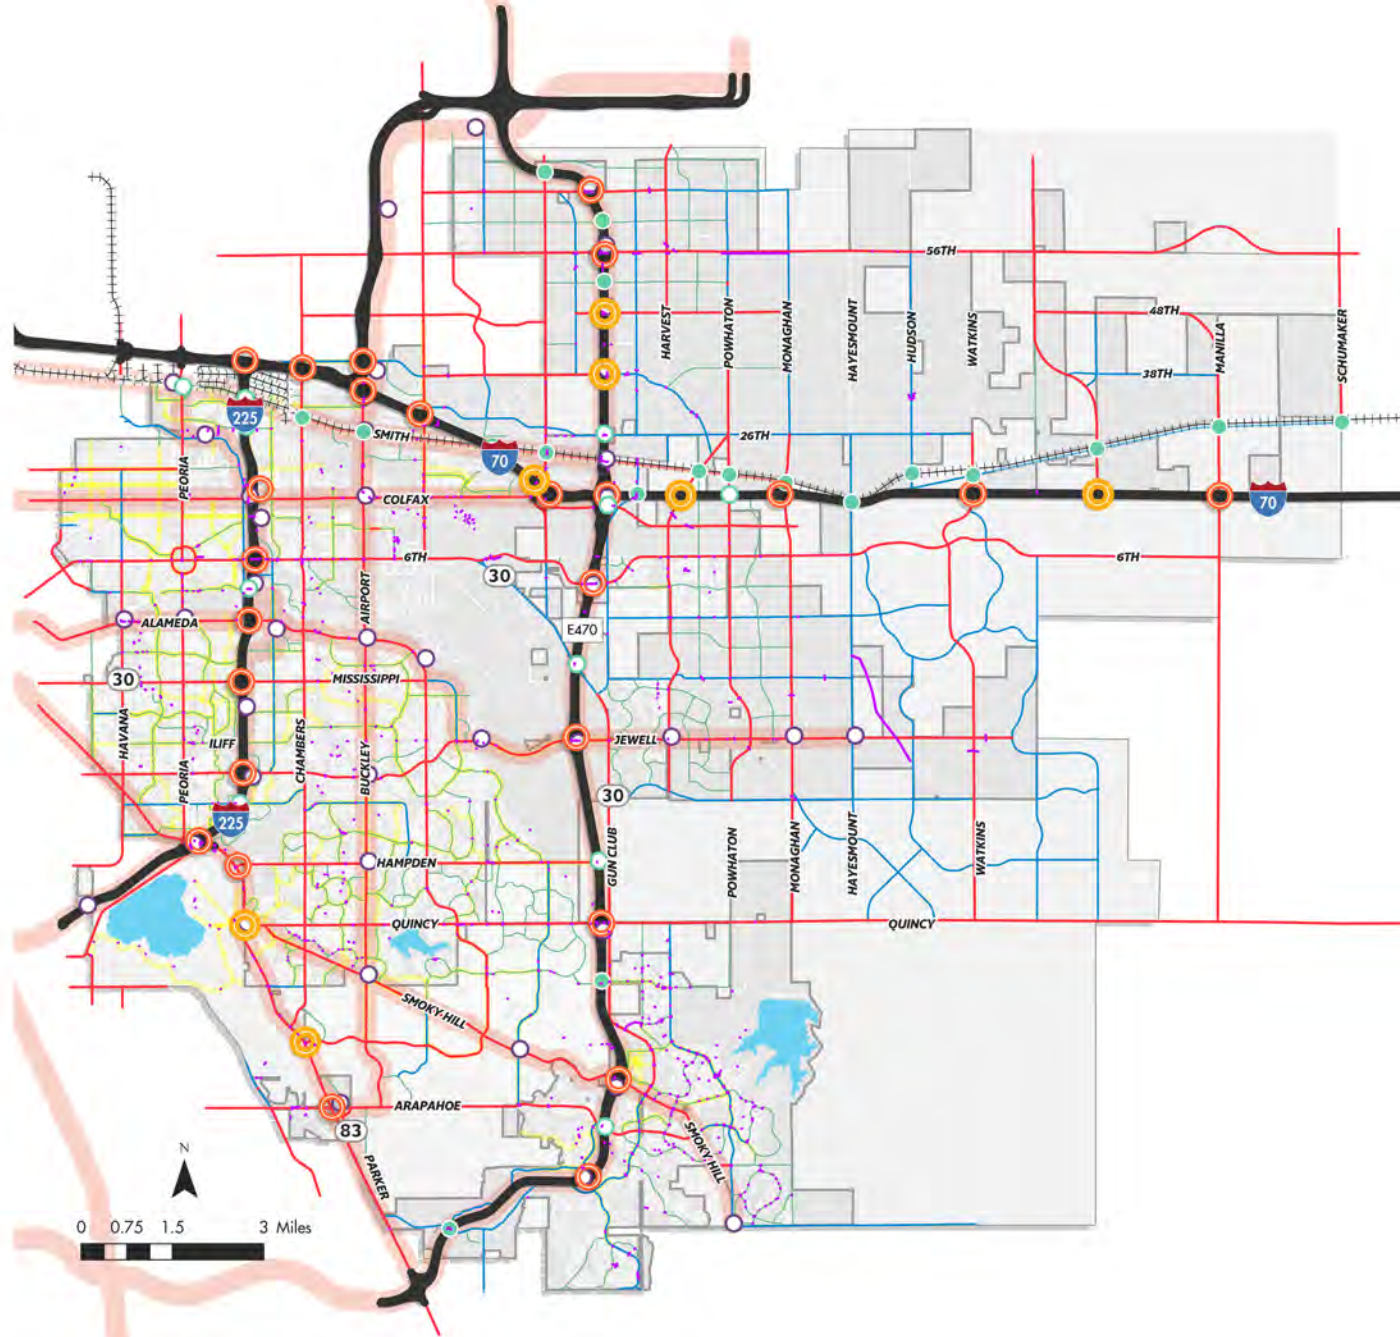 56TH
48TH
38TH
HARVEST
POWHATON
MONAGHAN
HAYESMOUNT
HUDSON
WATKINS
MANILLA
SCHUMAKER
225
SMITH
26TH
70
PEORIA
COLFAX
70
6TH
6TH
30
AIRPORT
ALAMEDA
E470
30
MISSISSIPPI
HAVANA
ILIFF
CHAMBERS
BUCKLEY
JEWELL
PEORIA
30
225
GUN CLUB
POWHATON
MONAGHAN
HAYESMOUNT
WATKINS
HAMPDEN
QUINCY
QUINCY
SMOKY HILL
ARAPAHOE
83
SMOKY HILL
PARKER
N
0 0.75 1.5 3 Miles